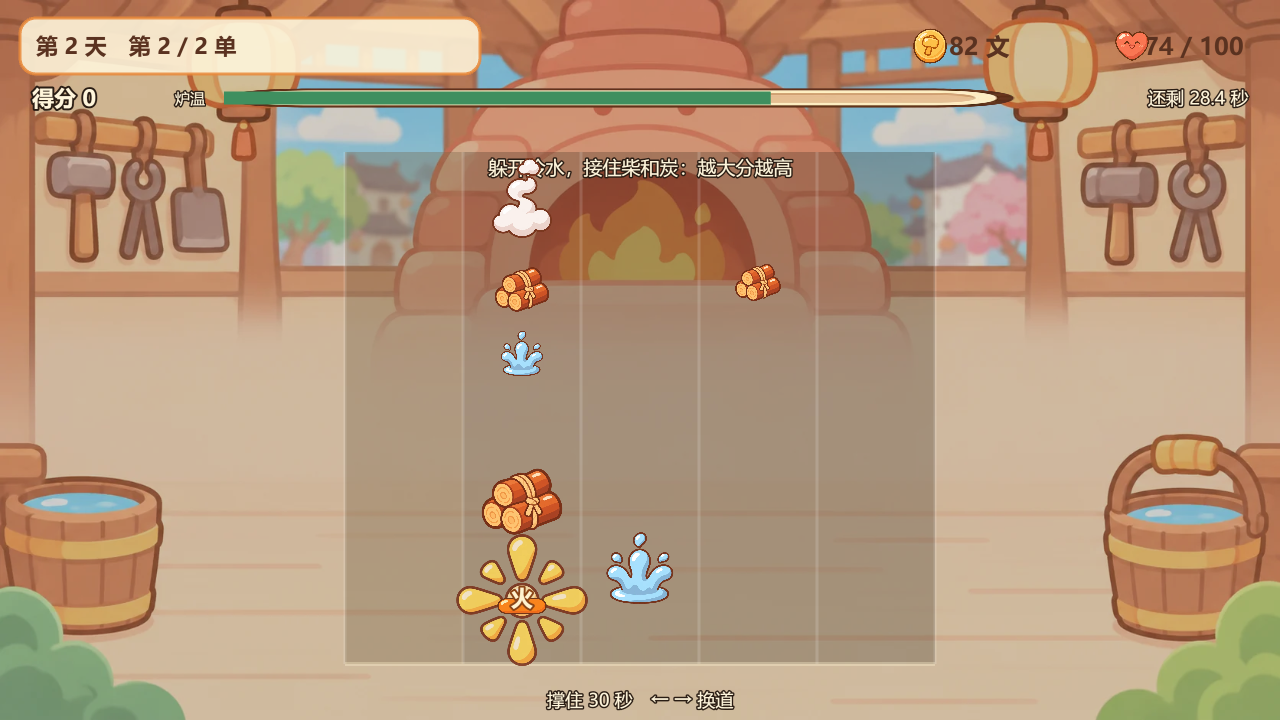 第 2 天 第 2 / 2 单
82 文
74 / 100
得分 0
炉温
还剩 28.4 秒
躲开冷水，接住柴和炭：越大分越高
火
撑住 30 秒 ←→ 换道